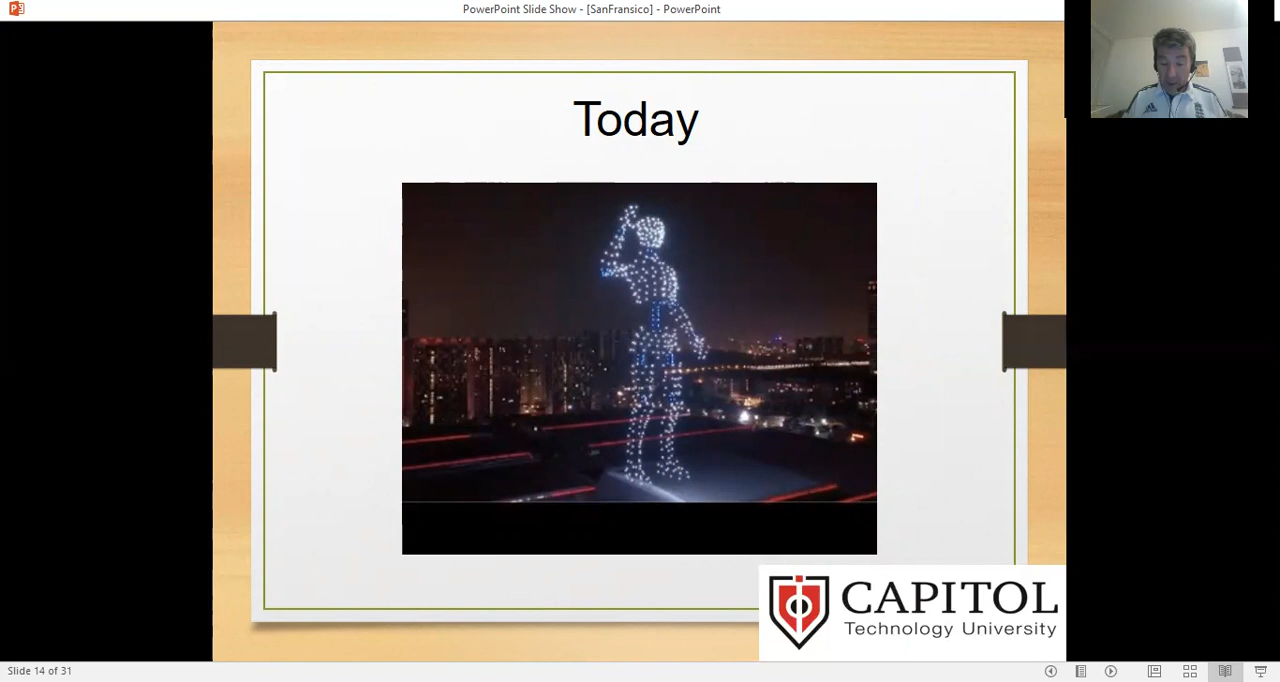 PowerPoint Slide Show - [SanFransico] - PowerPoint
Today
CAPITOL
Technology University
Slide 14 of 31